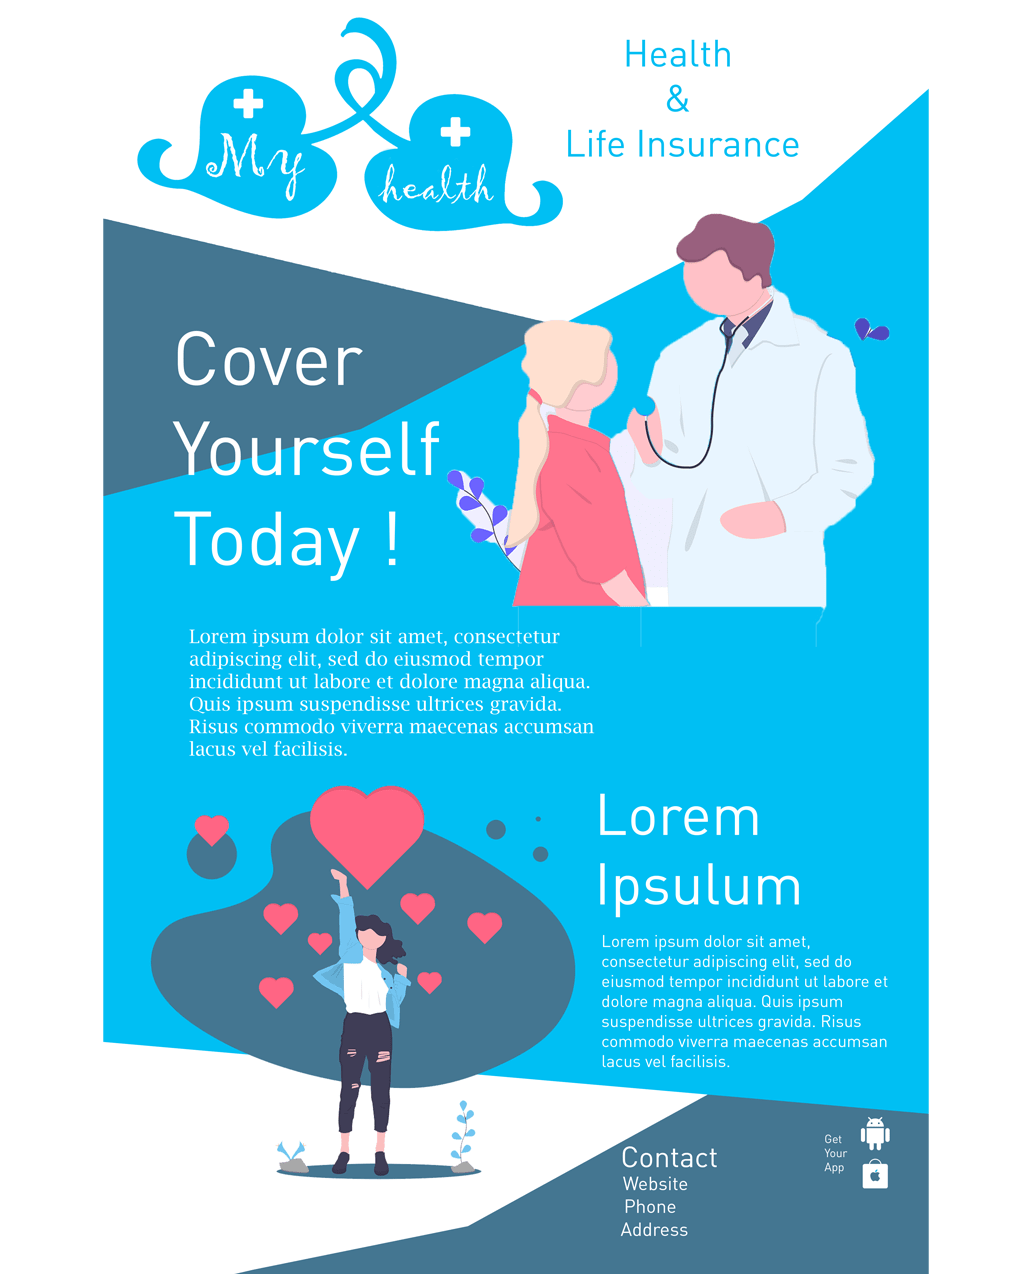 My
health
Health
&
Life Insurance
Cover
Yourself
Today !
Lorem ipsum dolor sit amet, consectetur
adipiscing elit, sed do eiusmod tempor
incididunt ut labore et dolore magna aliqua.
Quis ipsum suspendisse ultrices gravida.
Risus commodo viverra maecenas accumsan
lacus vel facilisis.
Lorem
Ipsulum
Lorem ipsum dolor sit amet,
consectetur adipiscing elit, sed do
eiusmod tempor incididunt ut labore et
dolore magna aliqua. Quis ipsum
suspendisse ultrices gravida. Risus
commodo viverra maecenas accumsan
lacus vel facilisis.
Contact
Website
Phone
Address
Get
Your
App